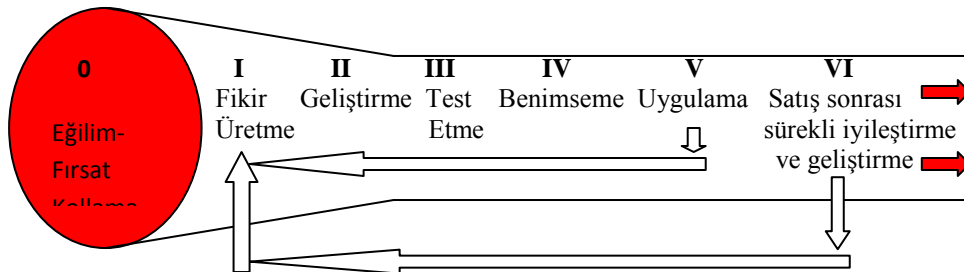 0
Eğilim-
Fırsat
I
Fikir
Üretme
II
Geliştirme
III
Test
Etme
IV
Benimseme
V
Uygulama
VI
Satış sonrası
sürekli iyileştirme
ve geliştirme